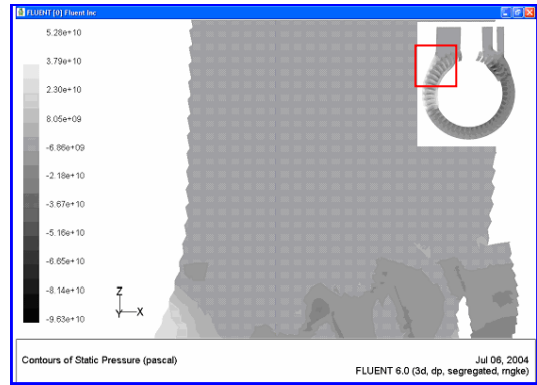 FLUENT [0] Fluent Inc
5.28e+10
3.79e+10
2.30e+10
8.05e+09
-6.86e+09
-2.18e+10
-3.67e+10
-5.16e+10
-6.65e+10
-8.14e+10
-9.63e+10
Z
Y
X
Contours of Static Pressure (pascal)
Jul 06, 2004
FLUENT 6.0 (3d, dp, segregated, rngke)